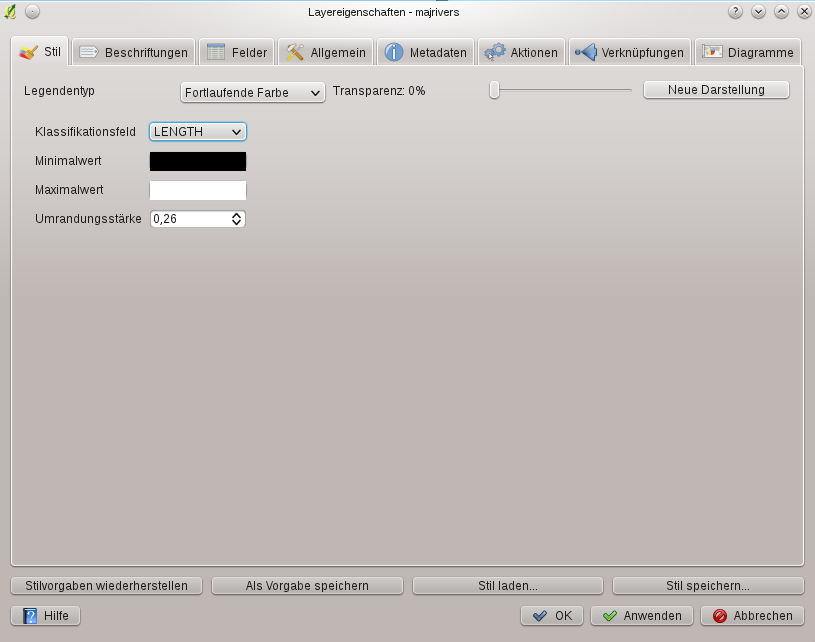 Layereigenschaften - majrivers
Stil Beschriftungen Felder Allgemein Metadaten Aktionen Verknüpfungen Diagramme
Legendentyp Fortlaufende Farbe Transparenz: 0% Neue Darstellung
Klassifikationsfeld LENGTH
Minimalwert
Maximalwert
Umrandungsstärke 0,26
Stilvorgaben wiederherstellen Als Vorgabe speichern Stil laden... Stil speichern...
Hilfe OK Anwenden Abbrechen